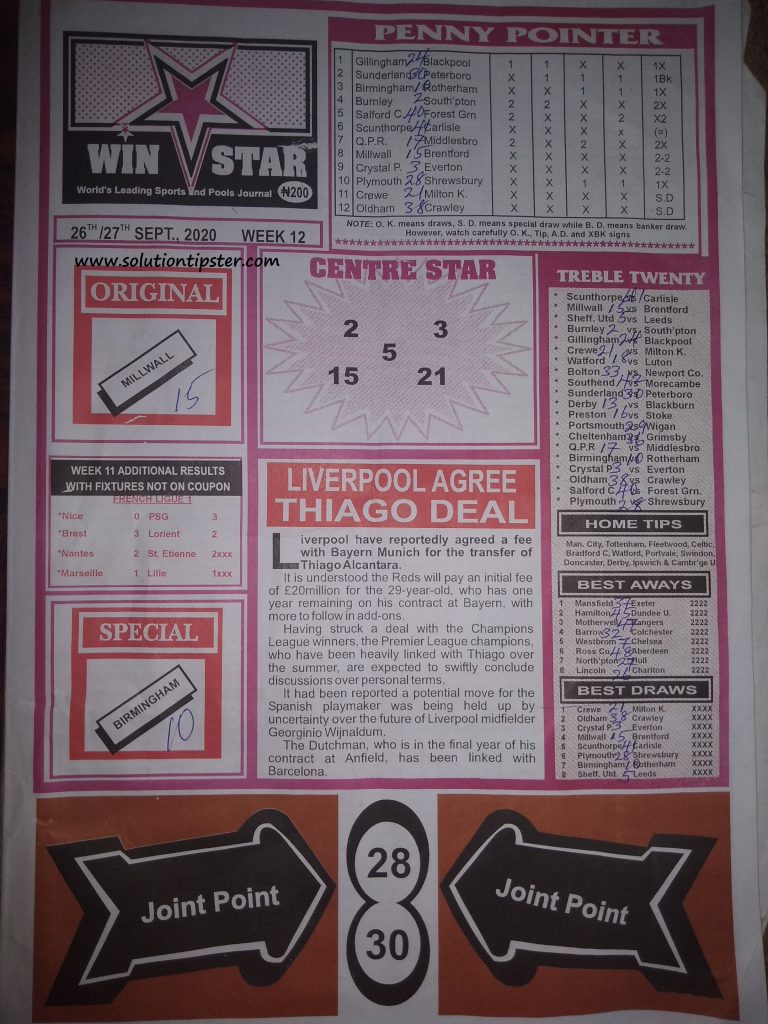 WIN STAR
World's Leading Sports and Pools Journal ₦200
26TH /27TH SEPT., 2020 WEEK 12
www.solutiontipster.com
PENNY POINTER
1 Gillingham 24 Blackpool 1 1 X X 1X
2 Sunderland 30 Peterboro X 1 1 1 1Bk
3 Birmingham 10 Rotherham X X 1 1 1X
4 Burnley 2 South'pton 2 2 X X 2X
5 Salford C. 40 Forest Grn X X X 2 X2
6 Scunthorpe 41 Carlisle X X X x (=)
7 Q.P.R. 17 Middlesbro 2 X 2 X 2X
8 Millwall 15 Brentford X X X X 2-2
9 Crystal P. 3 Everton X X X X 2-2
10 Plymouth 28 Shrewsbury X X 1 1 1X
11 Crewe 21 Milton K. X X X X S.D
12 Oldham 38 Crawley X X X X S.D
NOTE: O. K. means draws, S. D. means special draw while B. D. means banker draw.
However, watch carefully O. K., Tip, A.D. and XBK signs
ORIGINAL
MILLWALL
15
CENTRE STAR
2 3
5
15 21
TREBLE TWENTY
* Scunthorpe 41 Carlisle
* Millwall 15 vs Brentford
* Sheff. Utd 5 vs Leeds
* Burnley 2 vs South'pton
* Gillingham 24 Blackpool
* Crewe 21 vs Milton K.
* Watford 18 vs Luton
* Bolton 33 vs Newport Co.
* Southend vs Morecambe
* Sunderland 30 Peterboro
* Derby 13 vs Blackburn
* Preston 16 vs Stoke
* Portsmouth 29 Wigan
* Cheltenham Grimsby
* Q.P.R 17 vs Middlesbro
* Birmingham 10 Rotherham
* Crystal P 3 vs Everton
* Oldham 38 vs Crawley
* Salford C 40 Forest Grn.
* Plymouth 28 Shrewsbury
WEEK 11 ADDITIONAL RESULTS
WITH FIXTURES NOT ON COUPON
FRENCH LIGUE 1
*Nice 0 PSG 3
*Brest 3 Lorient 2
*Nantes 2 St. Etienne 2xxx
*Marseille 1 Lille 1xxx
SPECIAL
BIRMINGHAM
10
LIVERPOOL AGREE
THIAGO DEAL
Liverpool have reportedly agreed a fee
with Bayern Munich for the transfer of
Thiago Alcantara.
It is understood the Reds will pay an initial fee
of £20million for the 29-year-old, who has one
year remaining on his contract at Bayern, with
more to follow in add-ons.
Having struck a deal with the Champions
League winners, the Premier League champions,
who have been heavily linked with Thiago over
the summer, are expected to swiftly conclude
discussions over personal terms.
It had been reported a potential move for the
Spanish playmaker was being held up by
uncertainty over the future of Liverpool midfielder
Georginio Wijnaldum.
The Dutchman, who is in the final year of his
contract at Anfield, has been linked with
Barcelona.
HOME TIPS
Man. City, Tottenham, Fleetwood, Celtic,
Bradford C, Watford, Portvale, Swindon,
Doncaster, Derby, Ipswich & Cambr'ge U
BEST AWAYS
1 Mansfield 37 Exeter 2222
2 Hamilton 45 Dundee U. 2222
3 Motherwell 47 Rangers 2222
4 Barrow 32 Colchester 2222
5 Westbrom 7 Chelsea 2222
6 Ross Co 48 Aberdeen 2222
7 North'pton 27 Hull 2222
8 Lincoln Charlton 2222
BEST DRAWS
1 Crewe 21 Milton K. XXXX
2 Oldham 38 Crawley XXXX
3 Crystal P. 3 Everton XXXX
4 Millwall 15 Brentford XXXX
5 Scunthorpe 41 Carlisle XXXX
6 Plymouth 28 Shrewsbury XXXX
7 Birmingham 10 Rotherham XXXX
8 Sheff. Utd. 5 Leeds XXXX
Joint Point
28
30
Joint Point